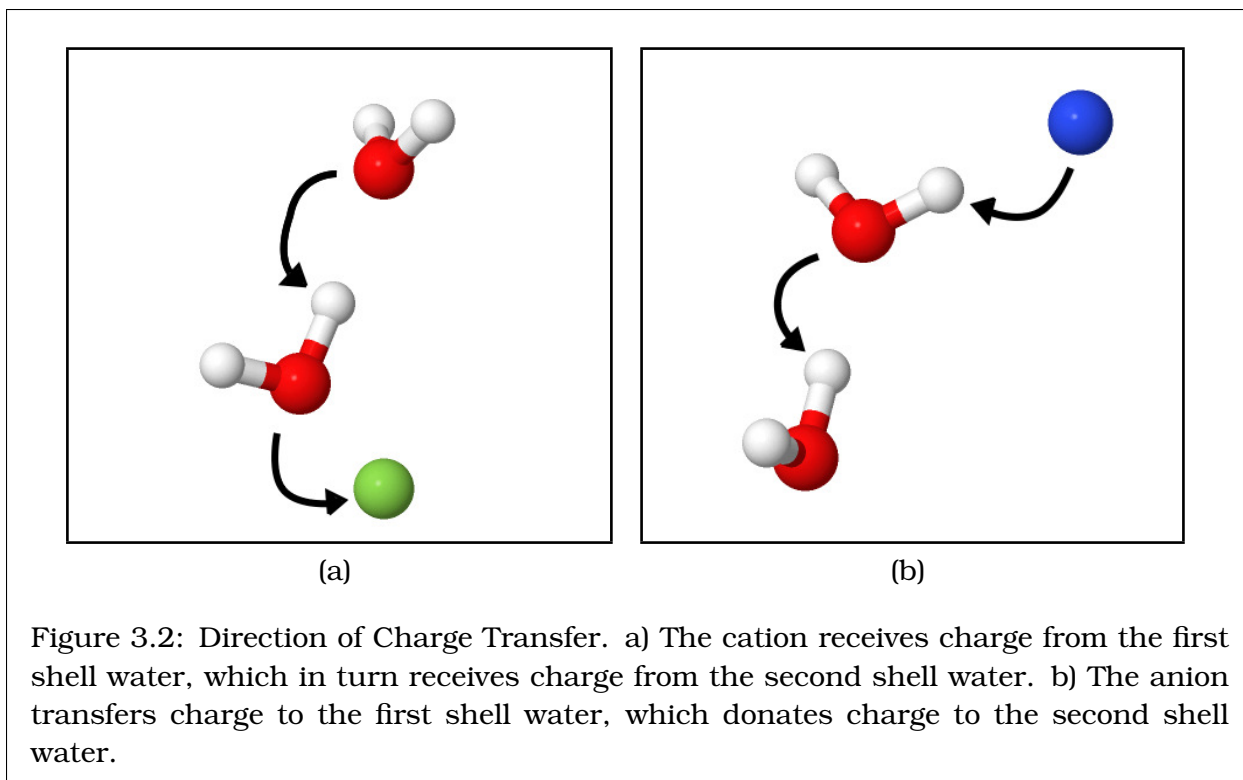 (a)
(b)
Figure 3.2: Direction of Charge Transfer. a) The cation receives charge from the first
shell water, which in turn receives charge from the second shell water. b) The anion
transfers charge to the first shell water, which donates charge to the second shell
water.